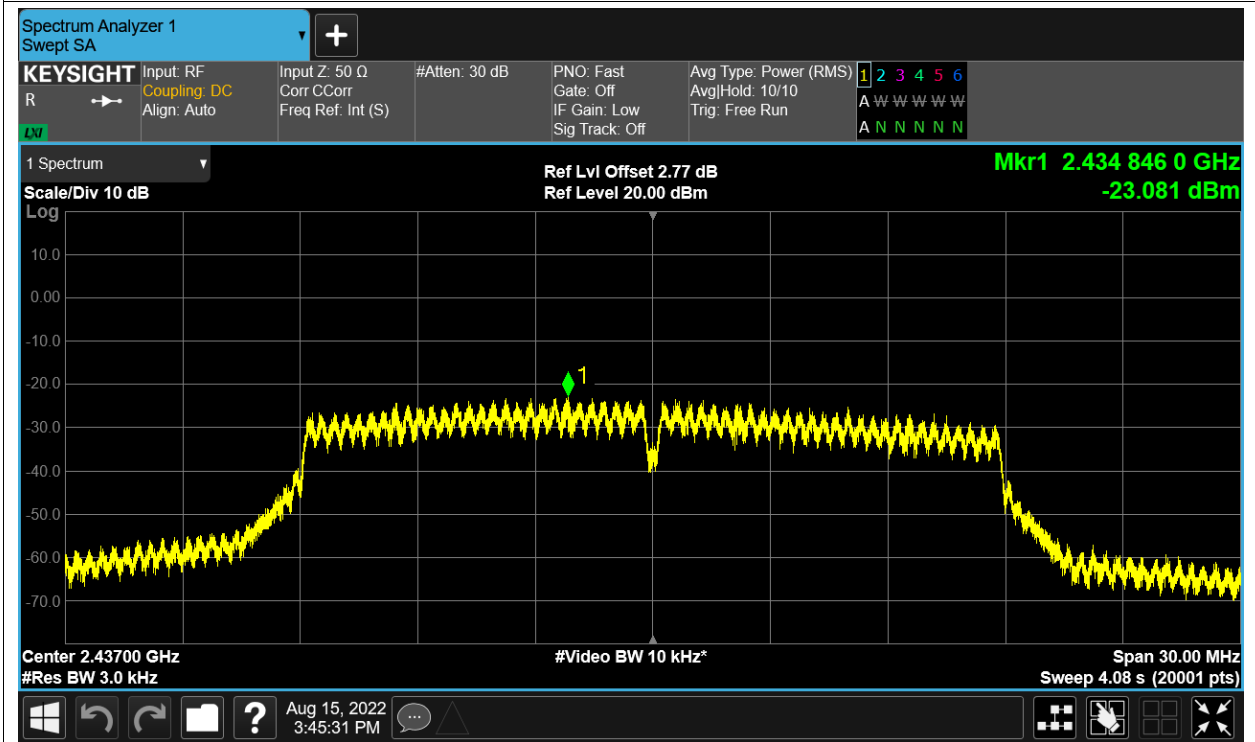 Spectrum Analyzer 1
Swept SA
+
KEYSIGHT
R
LXI
Input: RF
Coupling: DC
Align: Auto
Input Z: 50 Ω
Corr CCorr
Freq Ref: Int (S)
#Atten: 30 dB
PNO: Fast
Gate: Off
IF Gain: Low
Sig Track: Off
Avg Type: Power (RMS)
Avg|Hold: 10/10
Trig: Free Run
1 2 3 4 5 6
A W W W W W
A N N N N N
1 Spectrum
Scale/Div 10 dB
Log
Ref Lvl Offset 2.77 dB
Ref Level 20.00 dBm
Mkr1 2.434 846 0 GHz
-23.081 dBm
10.0
0.00
-10.0
-20.0
-30.0
-40.0
-50.0
-60.0
-70.0
1
Center 2.43700 GHz
#Res BW 3.0 kHz
#Video BW 10 kHz*
Span 30.00 MHz
Sweep 4.08 s (20001 pts)
?
Aug 15, 2022
3:45:31 PM